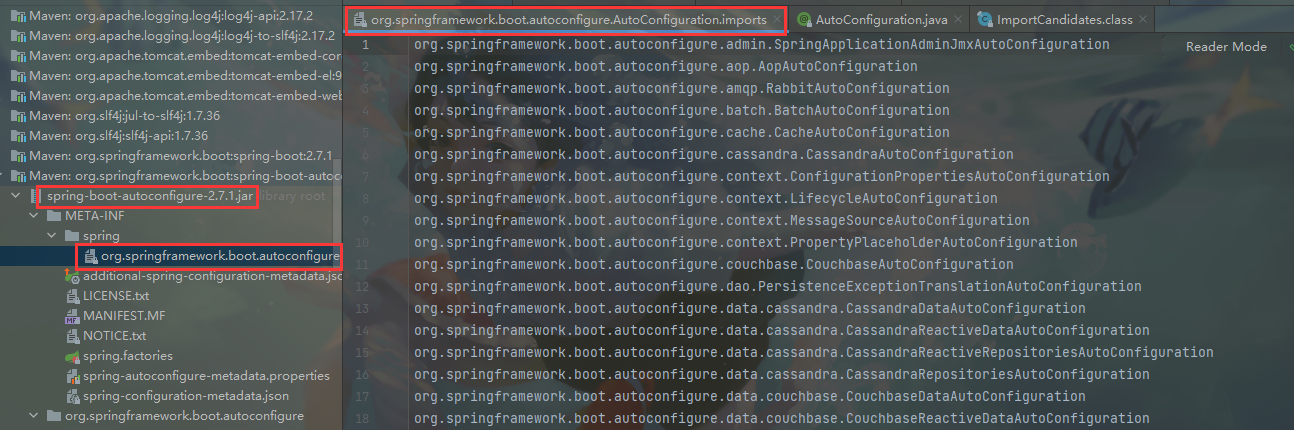 Maven: org.apache.logging.log4j:log4j-api:2.17.2
Maven: org.apache.logging.log4j:log4j-to-slf4j:2.17.2
Maven: org.apache.tomcat.embed:tomcat-embed-cor
Maven: org.apache.tomcat.embed:tomcat-embed-el:9
Maven: org.apache.tomcat.embed:tomcat-embed-web
Maven: org.slf4j:jul-to-slf4j:1.7.36
Maven: org.slf4j:slf4j-api:1.7.36
Maven: org.springframework.boot:spring-boot:2.7.1
Maven: org.springframework.boot:spring-boot-autoc
spring-boot-autoconfigure-2.7.1.jar library root
META-INF
spring
org.springframework.boot.autoconfigure
additional-spring-configuration-metadata.jso
LICENSE.txt
MANIFEST.MF
NOTICE.txt
spring.factories
spring-autoconfigure-metadata.properties
spring-configuration-metadata.json
org.springframework.boot.autoconfigure
org.springframework.boot.autoconfigure.AutoConfiguration.imports
AutoConfiguration.java
ImportCandidates.class
Reader Mode
1 org.springframework.boot.autoconfigure.admin.SpringApplicationAdminJmxAutoConfiguration
2 org.springframework.boot.autoconfigure.aop.AopAutoConfiguration
3 org.springframework.boot.autoconfigure.amqp.RabbitAutoConfiguration
4 org.springframework.boot.autoconfigure.batch.BatchAutoConfiguration
5 org.springframework.boot.autoconfigure.cache.CacheAutoConfiguration
6 org.springframework.boot.autoconfigure.cassandra.CassandraAutoConfiguration
7 org.springframework.boot.autoconfigure.context.ConfigurationPropertiesAutoConfiguration
8 org.springframework.boot.autoconfigure.context.LifecycleAutoConfiguration
9 org.springframework.boot.autoconfigure.context.MessageSourceAutoConfiguration
10 org.springframework.boot.autoconfigure.context.PropertyPlaceholderAutoConfiguration
11 org.springframework.boot.autoconfigure.couchbase.CouchbaseAutoConfiguration
12 org.springframework.boot.autoconfigure.dao.PersistenceExceptionTranslationAutoConfiguration
13 org.springframework.boot.autoconfigure.data.cassandra.CassandraDataAutoConfiguration
14 org.springframework.boot.autoconfigure.data.cassandra.CassandraReactiveDataAutoConfiguration
15 org.springframework.boot.autoconfigure.data.cassandra.CassandraReactiveRepositoriesAutoConfiguration
16 org.springframework.boot.autoconfigure.data.cassandra.CassandraRepositoriesAutoConfiguration
17 org.springframework.boot.autoconfigure.data.couchbase.CouchbaseDataAutoConfiguration
18 org.springframework.boot.autoconfigure.data.couchbase.CouchbaseReactiveDataAutoConfiguration